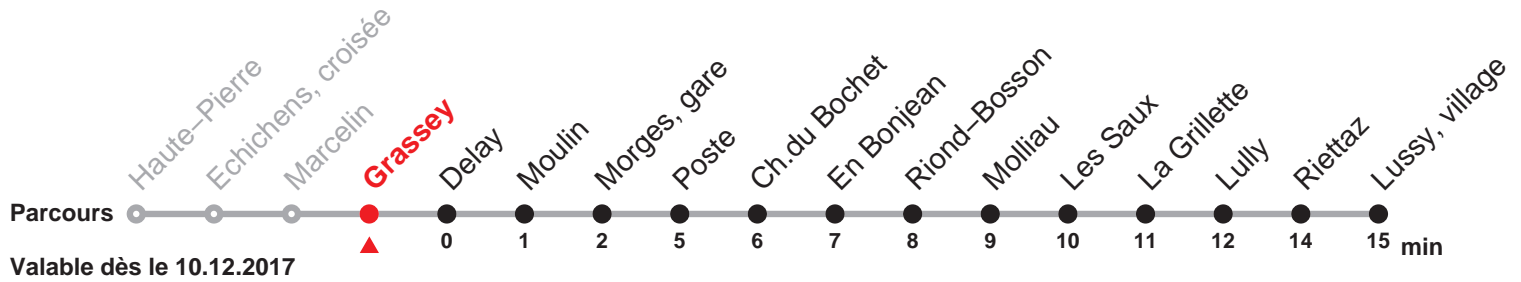 Haute–Pierre
Echichens, croisée
Marcelin
Grassey
Delay
Moulin
Morges, gare
Poste
Ch.du Bochet
En Bonjean
Riond–Bosson
Molliau
Les Saux
La Grillette
Lully
Riettaz
Lussy, village
Parcours
0 1 2 5 6 7 8 9 10 11 12 14 15 min
Valable dès le 10.12.2017